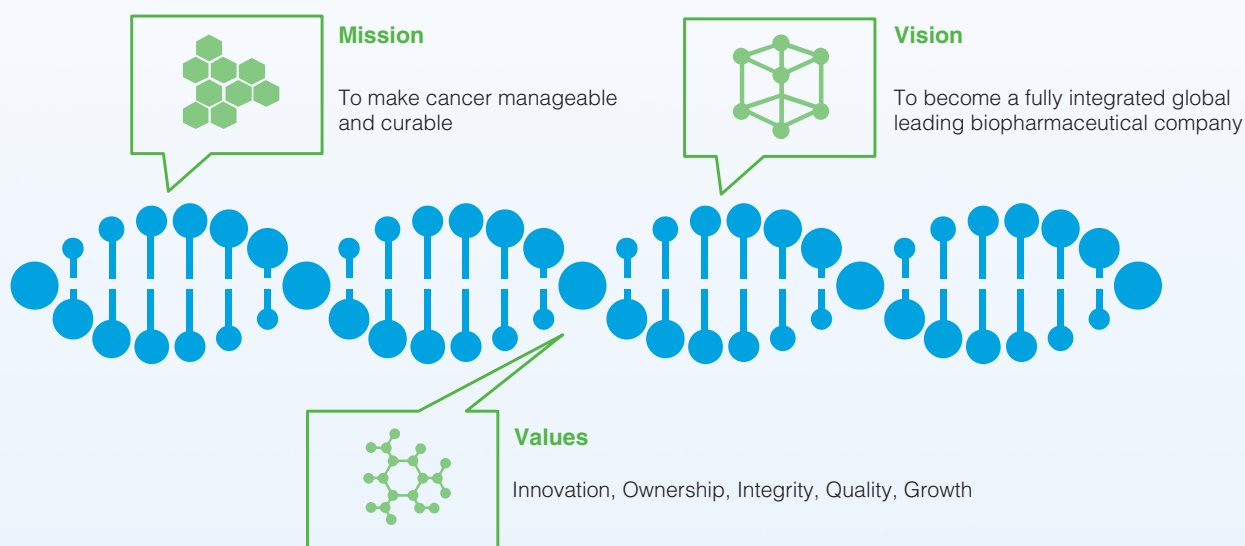 Mission
To make cancer manageable
and curable
Vision
To become a fully integrated global
leading biopharmaceutical company
Values
Innovation, Ownership, Integrity, Quality, Growth